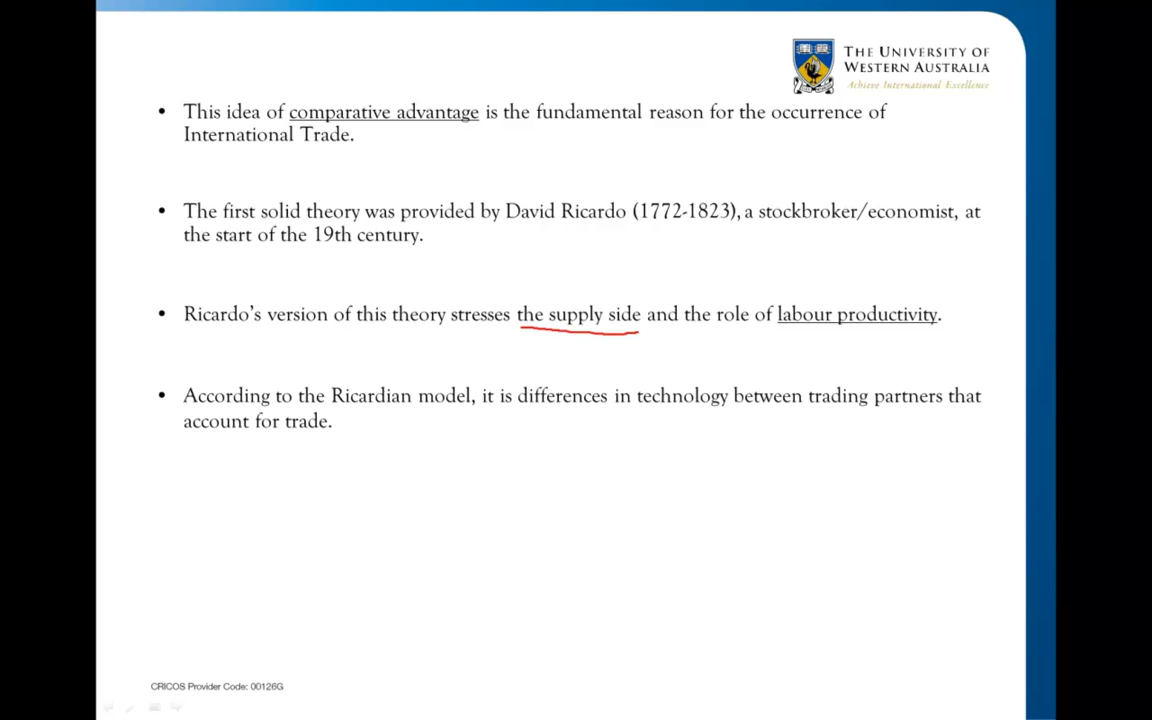 THE UNIVERSITY OF
WESTERN AUSTRALIA
Achieve International Excellence
• This idea of comparative advantage is the fundamental reason for the occurrence of
International Trade.
• The first solid theory was provided by David Ricardo (1772-1823), a stockbroker/economist, at
the start of the 19th century.
• Ricardo's version of this theory stresses the supply side and the role of labour productivity.
• According to the Ricardian model, it is differences in technology between trading partners that
account for trade.
CRICOS Provider Code: 00126G